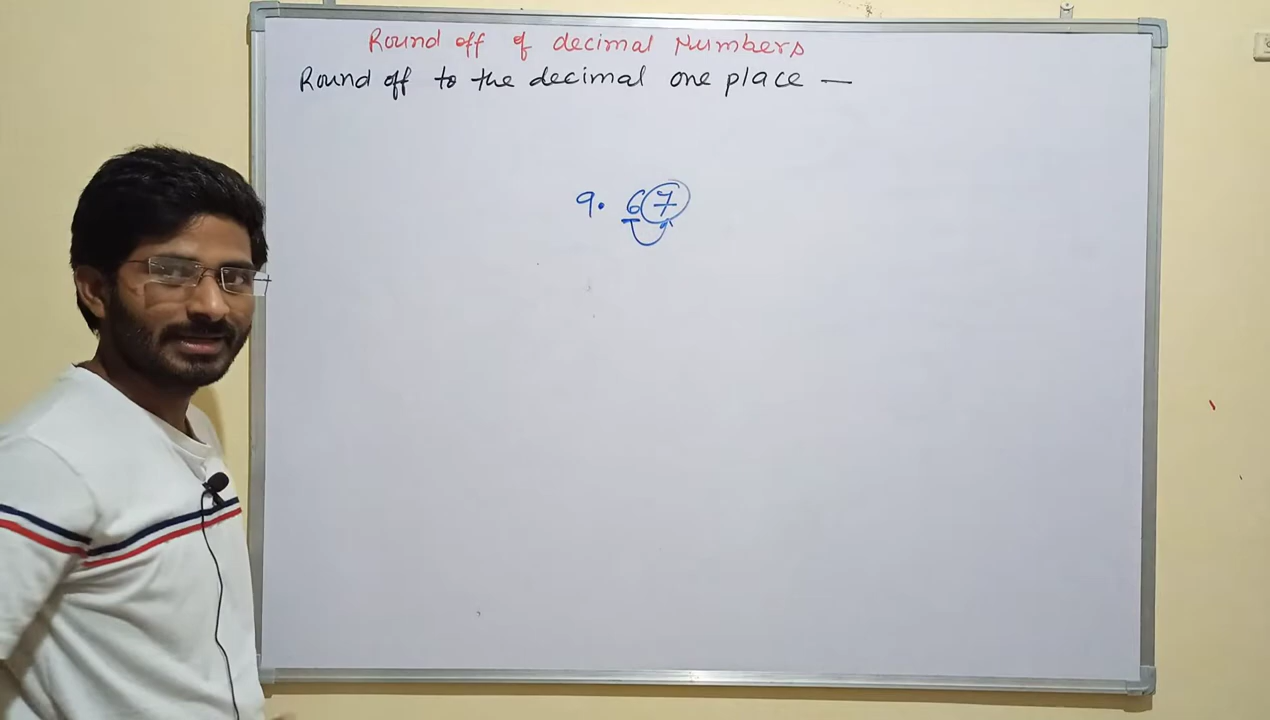 Round off of decimal Numbers
Round off to the decimal one place —
9. 67